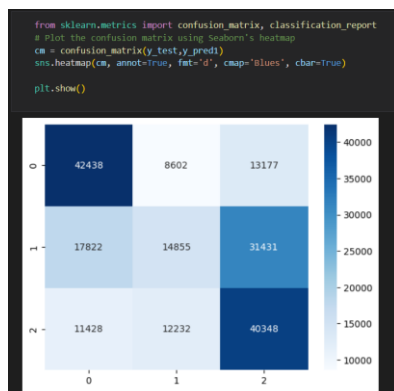 from sklearn.metrics import confusion_matrix, classification_report
# Plot the confusion matrix using Seaborn's heatmap
cm = confusion_matrix(y_test,y_pred1)
sns.heatmap(cm, annot=True, fmt='d', cmap='Blues', cbar=True)
plt.show()
40000
0 42438 8602 13177
35000
30000
1 17822 14855 31431
25000
20000
2 11428 12232 40348
15000
10000
0 1 2